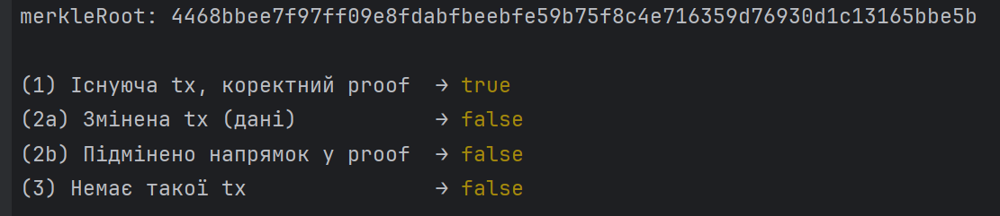 merkleRoot: 4468bbee7f97ff09e8fdabfbeebfe59b75f8c4e716359d76930d1c13165bbe5b
(1) Існуюча tx, коректний proof → true
(2a) Змінена tx (дані) → false
(2b) Підмінено напрямок у proof → false
(3) Немає такої tx → false